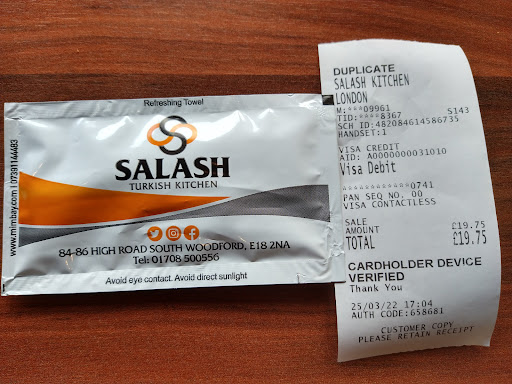 Refreshing Towel
SALASH
TURKISH KITCHEN
84-86 HIGH ROAD SOUTH WOODFORD, E18 2NA
Tel: 01708 500556
Avoid eye contact. Avoid direct sunlight
www.mimbay.com | 07391144483
DUPLICATE
SALASH KITCHEN
LONDON
M:***09961
TID:****8367 S143
SCH ID:482084614586735
HANDSET:1
VISA CREDIT
AID: A0000000031010
Visa Debit
************0741
PAN SEQ NO. 00
VISA CONTACTLESS
SALE
AMOUNT £19.75
TOTAL £19.75
CARDHOLDER DEVICE
VERIFIED
Thank You
25/03/22 17:04
AUTH CODE:658681
CUSTOMER COPY
PLEASE RETAIN RECEIPT